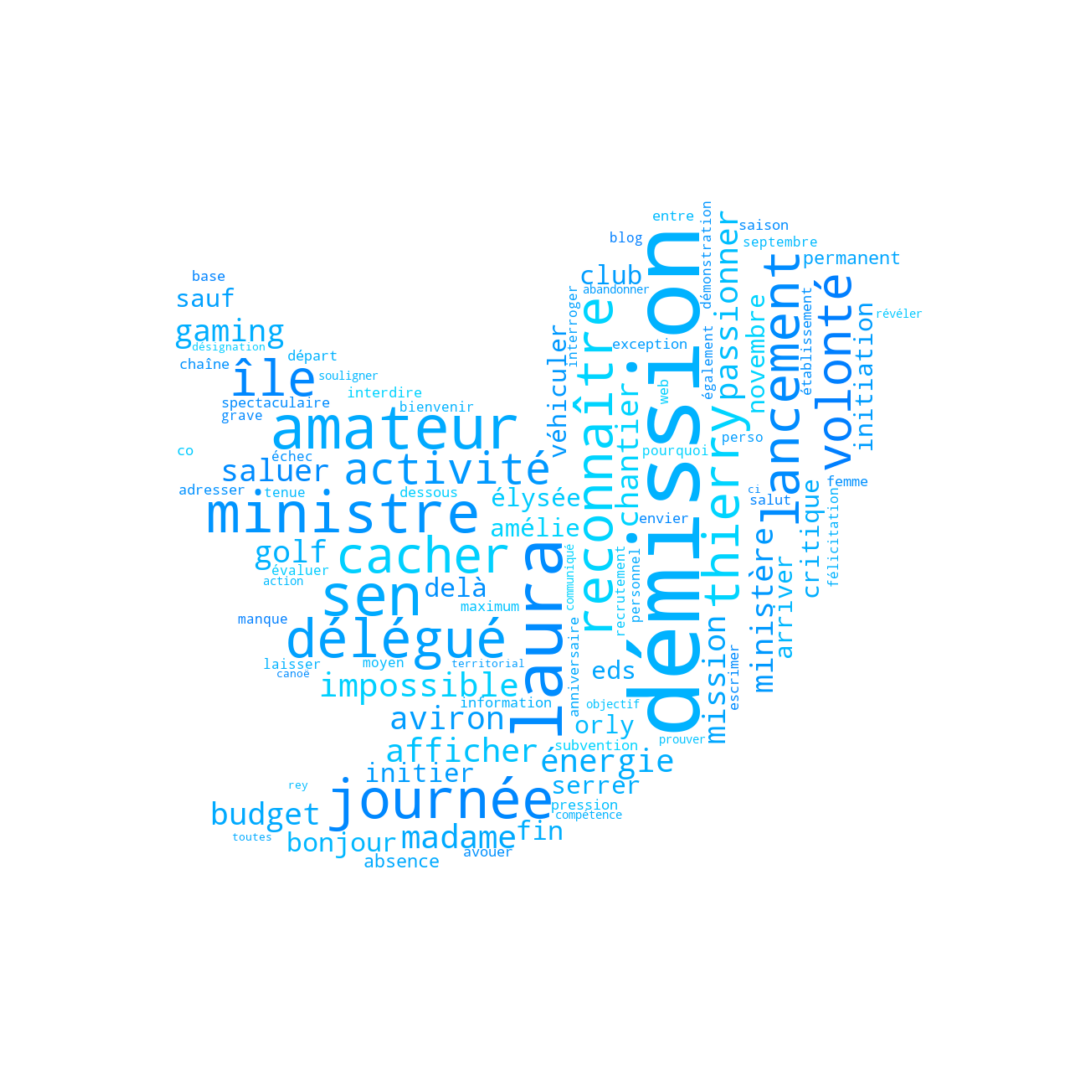 entre
démonstration
saison
blog
septembre
permanent
base
club
sauf
abandonner
interroger
démission
passionner
lancement
volonté
révéler
gaming
désignation
chaîne
départ
île
souligner
exception
également
établissement
novembre
initiation
reconnaître
véhiculer
chantier
interdire
web
spectaculaire
grave
bienvenir
amateur
thierry
perso
co
échec
pourquoi
saluer
activité
adresser
tenue
dessous
élysée
ci
salut
femme
critique
félicitation
ministre
envier
amélie
golf
cacher
évaluer
action
sen
delà
laura
communiqué
recrutement
personnel
ministère
arriver
maximum
manque
délégué
anniversaire
mission
escrimer
laisser
canoë
moyen
territorial
eds
impossible
information
objectif
aviron
orly
prouver
afficher
subvention
énergie
initier
serrer
rey
journée
pression
budget
compétence
toutes
bonjour
madame
fin
avouer
absence